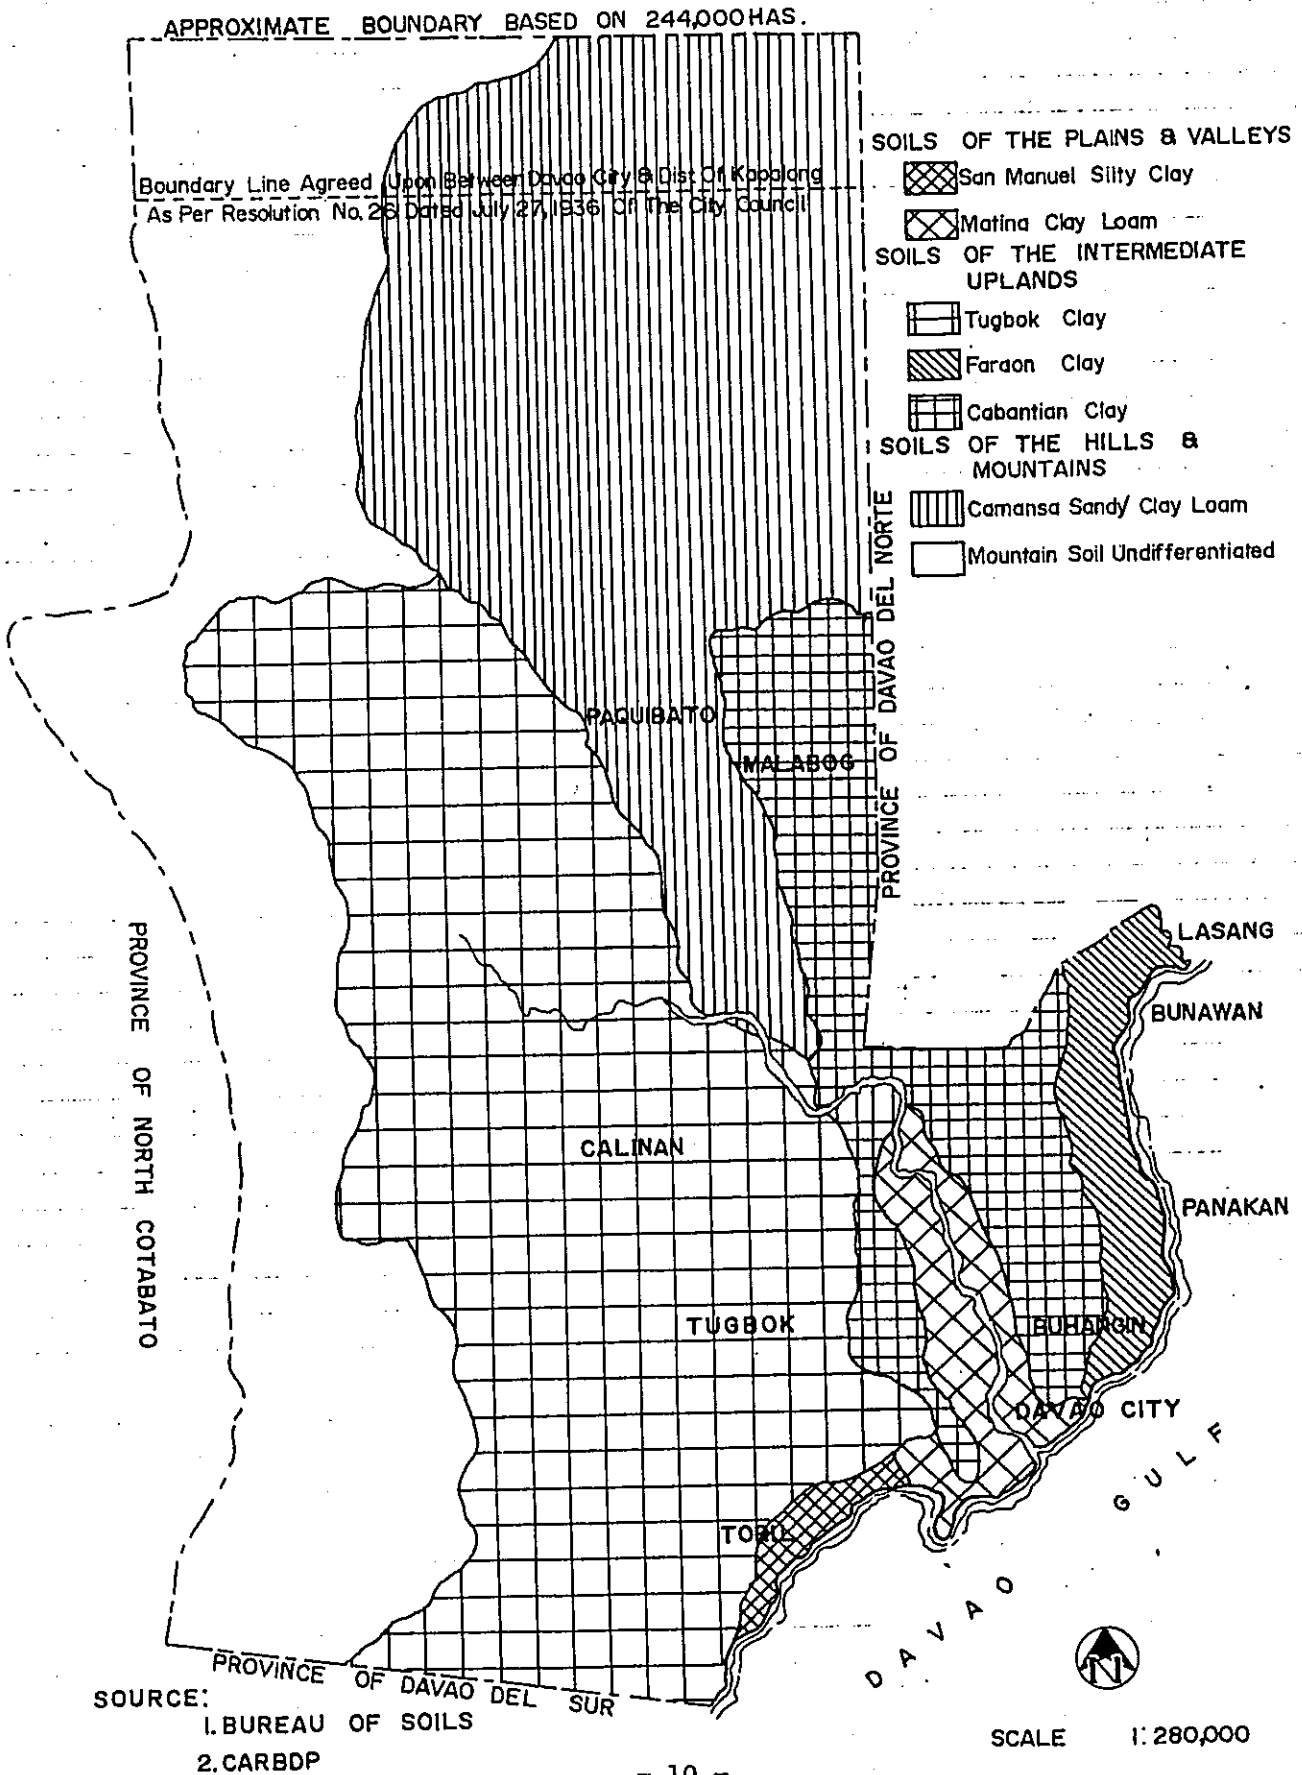 APPROXIMATE BOUNDARY BASED ON 244,000 HAS.
Boundary Line Agreed Upon Between Davao City & Dist Of Kapalong
As Per Resolution No. 26 Dated July 27, 1936 Of The City Council
SOILS OF THE PLAINS & VALLEYS
San Manuel Silty Clay
Matina Clay Loam
SOILS OF THE INTERMEDIATE
UPLANDS
Tugbok Clay
Faraon Clay
Cabantian Clay
SOILS OF THE HILLS &
MOUNTAINS
Camansa Sandy Clay Loam
Mountain Soil Undifferentiated
PROVINCE OF DAVAO DEL NORTE
PAQUIBATO
MALABOG
LASANG
BUNAWAN
PROVINCE OF NORTH COTABATO
CALINAN
PANAKAN
TUGBOK
BUHANGIN
DAVAO CITY
DAVAO GULF
N
PROVINCE OF DAVAO DEL SUR
SOURCE:
1. BUREAU OF SOILS
2. CARBDP
SCALE 1:280,000
- 10 -